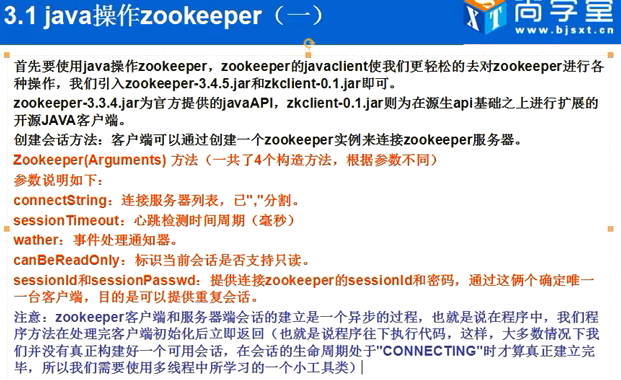 3.1 java操作zookeeper（一）
尚学堂
www.bjsxt.cn
首先要使用java操作zookeeper，zookeeper的javaclient使我们更轻松的去对zookeeper进行各
种操作，我们引入zookeeper-3.4.5.jar和zkclient-0.1.jar即可。
zookeeper-3.3.4.jar为官方提供的javaAPI，zkclient-0.1.jar则为在源生api基础之上进行扩展的
开源JAVA客户端。
创建会话方法：客户端可以通过创建一个zookeeper实例来连接zookeeper服务器。
Zookeeper(Arguments) 方法（一共了4个构造方法，根据参数不同）
参数说明如下：
connectString：连接服务器列表，已","分割。
sessionTimeout：心跳检测时间周期（毫秒）
wather：事件处理通知器。
canBeReadOnly：标识当前会话是否支持只读。
sessionId和sessionPasswd：提供连接zookeeper的sessionId和密码，通过这俩个确定唯一
一台客户端，目的是可以提供重复会话。
注意：zookeeper客户端和服务器端会话的建立是一个异步的过程，也就是说在程序中，我们程
序方法在处理完客户端初始化后立即返回（也就是说程序往下执行代码，这样，大多数情况下我
们并没有真正构建好一个可用会话，在会话的生命周期处于"CONNECTING"时才算真正建立完
毕，所以我们需要使用多线程中所学习的一个小工具类）